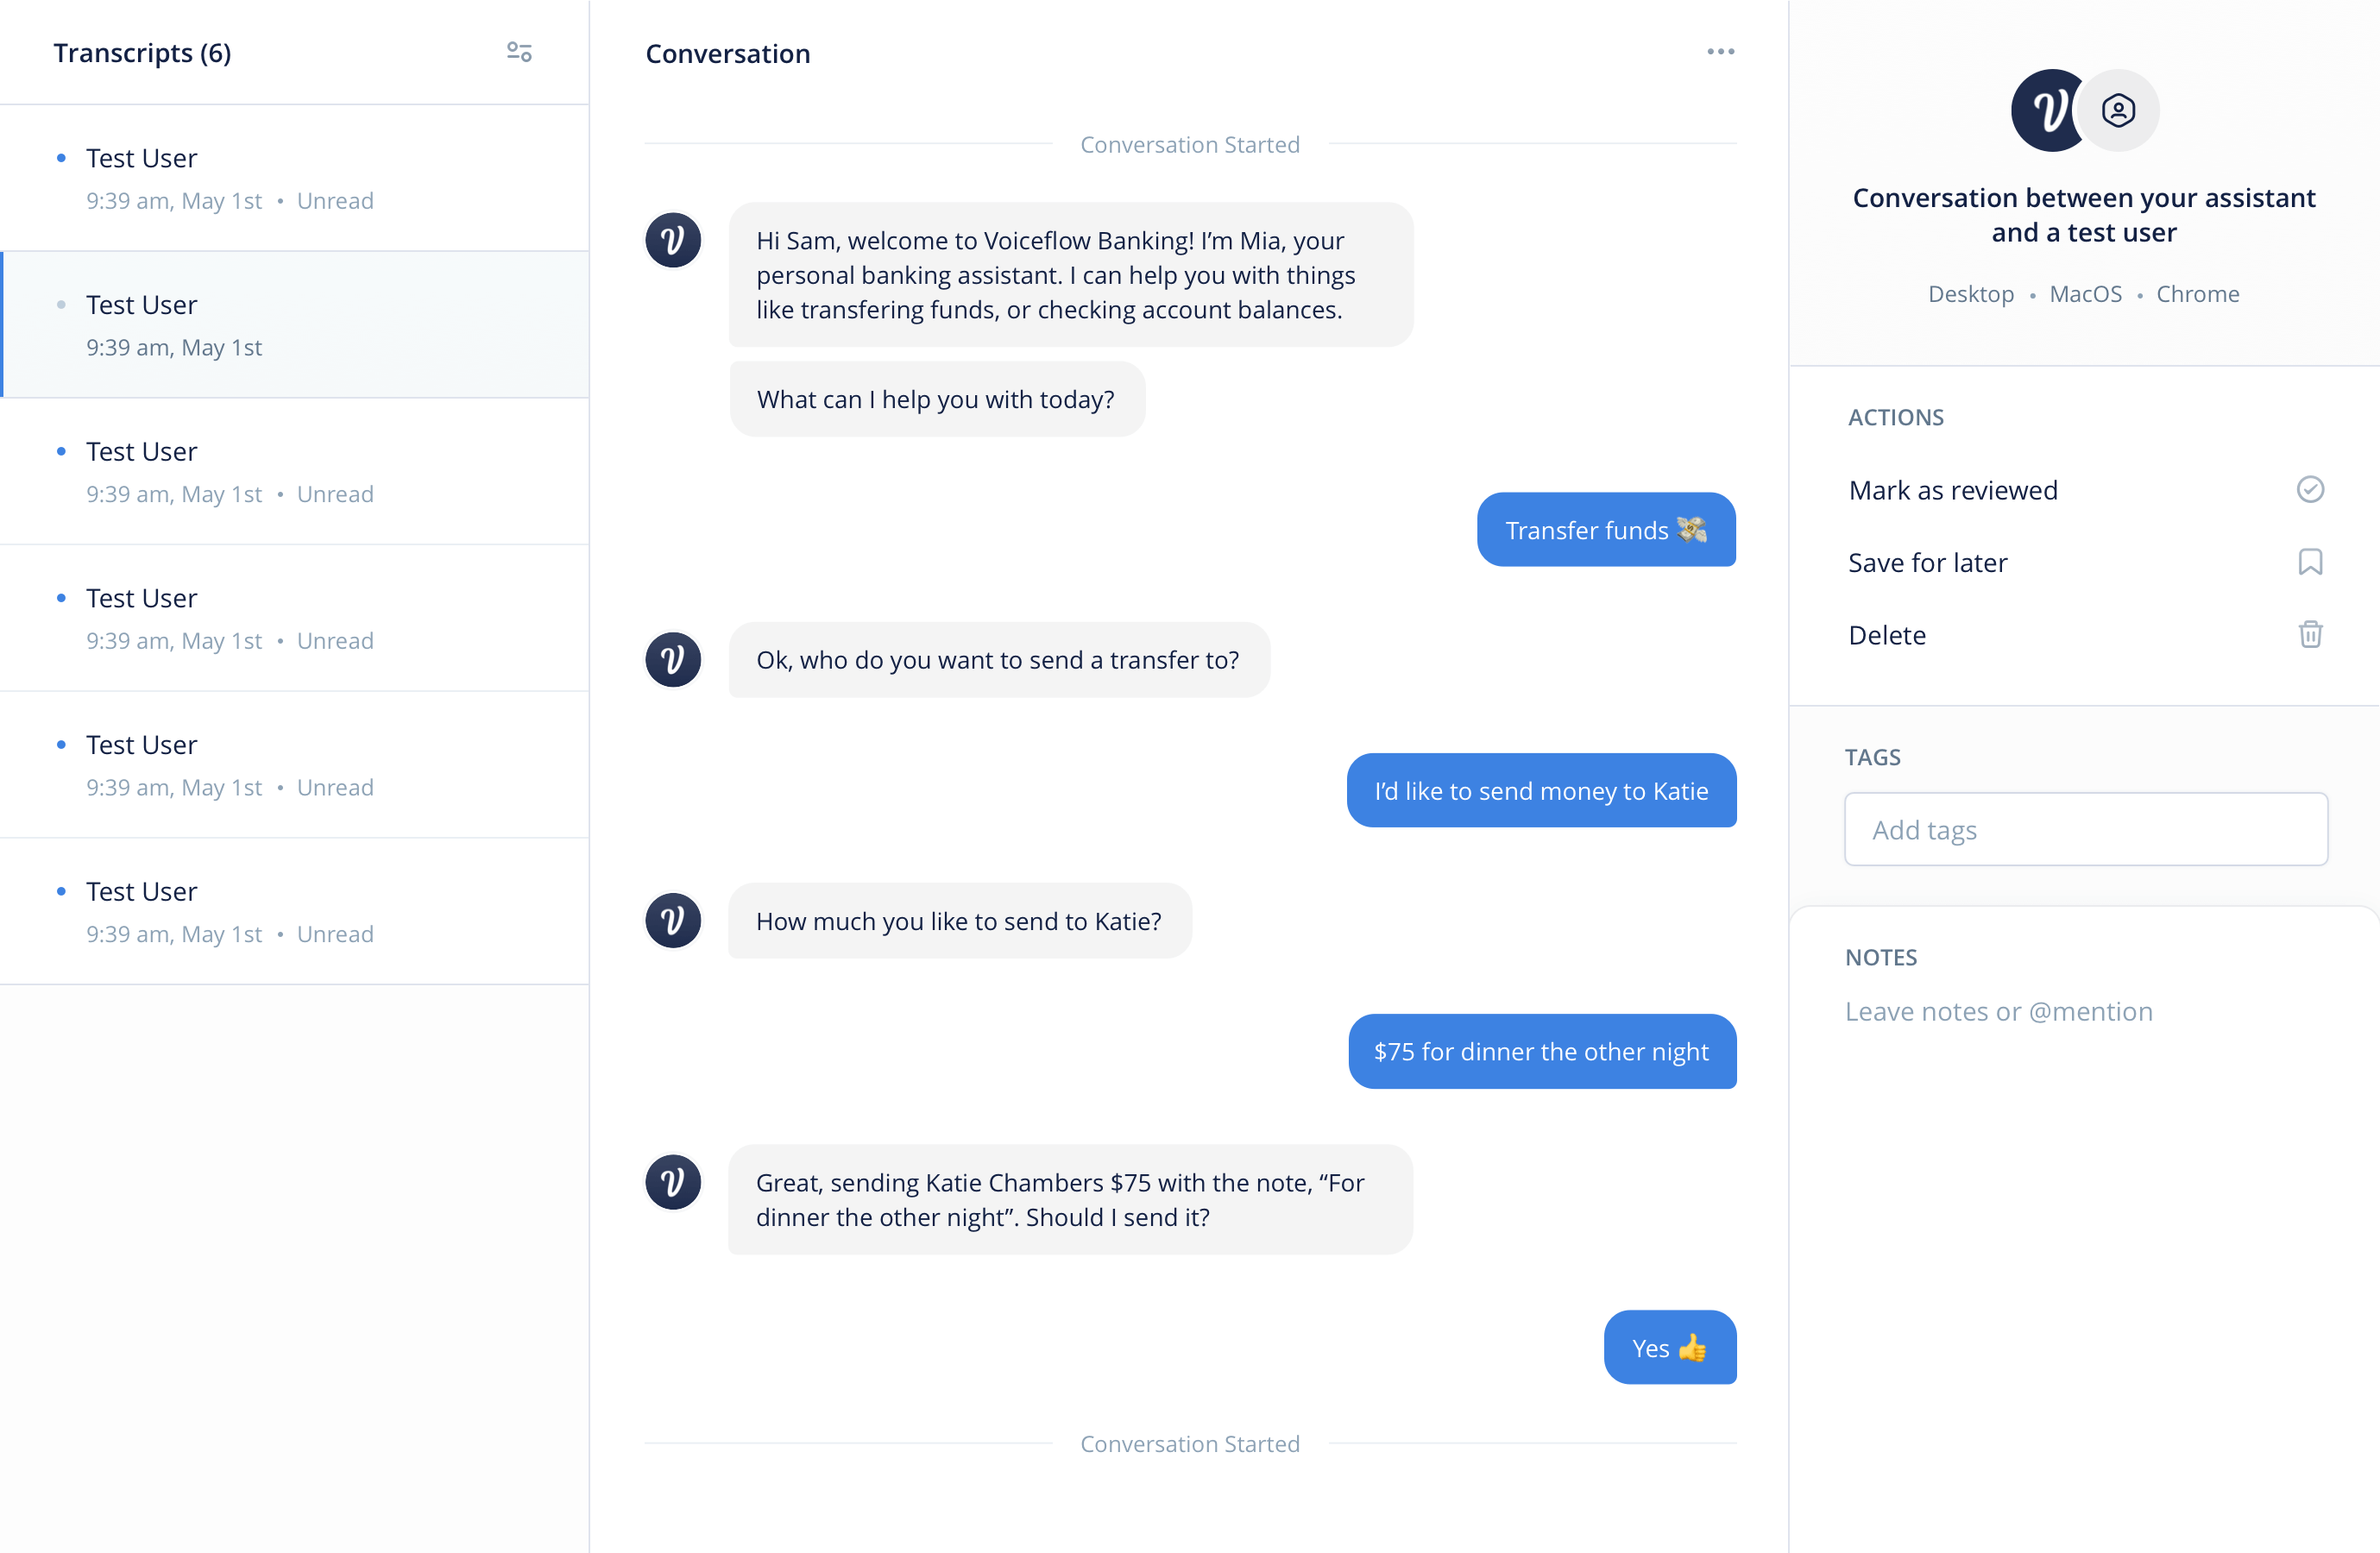 Transcripts (6)
Test User
9:39 am, May 1st • Unread
Test User
9:39 am, May 1st
Test User
9:39 am, May 1st • Unread
Test User
9:39 am, May 1st • Unread
Test User
9:39 am, May 1st • Unread
Test User
9:39 am, May 1st • Unread
Conversation
Conversation Started
Hi Sam, welcome to Voiceflow Banking! I’m Mia, your
personal banking assistant. I can help you with things
like transfering funds, or checking account balances.
What can I help you with today?
Transfer funds 💸
Ok, who do you want to send a transfer to?
I’d like to send money to Katie
How much you like to send to Katie?
$75 for dinner the other night
Great, sending Katie Chambers $75 with the note, “For
dinner the other night”. Should I send it?
Yes 👍
Conversation Started
Conversation between your assistant
and a test user
Desktop • MacOS • Chrome
ACTIONS
Mark as reviewed
Save for later
Delete
TAGS
Add tags
NOTES
Leave notes or @mention